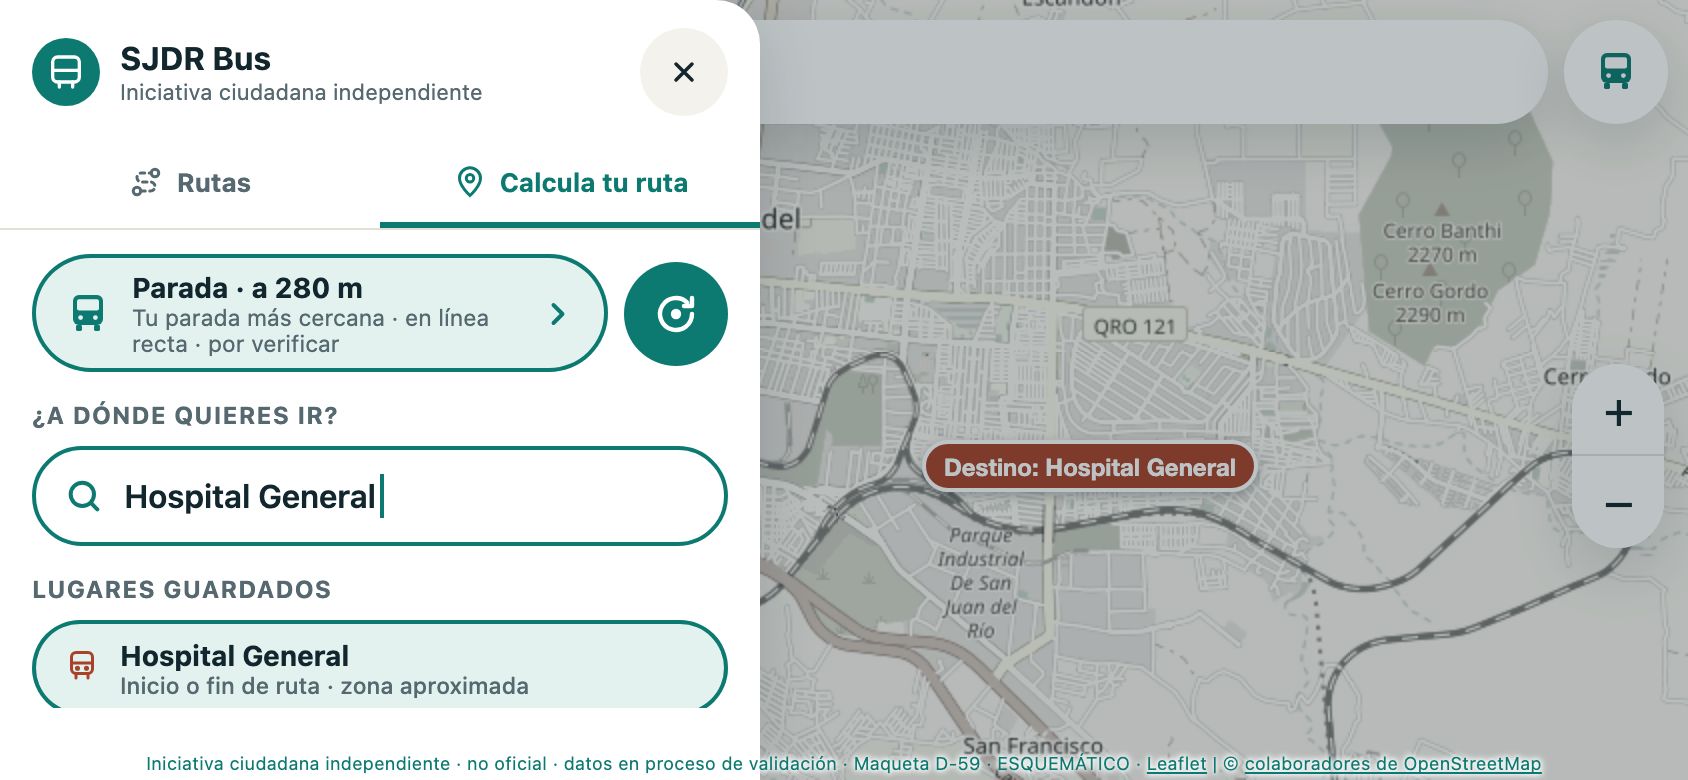 SJDR Bus
Iniciativa ciudadana independiente
Rutas
Calcula tu ruta
Parada · a 280 m
Tu parada más cercana · en línea
recta · por verificar
¿A DÓNDE QUIERES IR?
Hospital General
LUGARES GUARDADOS
Hospital General
Inicio o fin de ruta · zona aproximada
del
Cerro Banthi
2270 m
Cerro Gordo
2290 m
QRO 121
Destino: Hospital General
+
−
Parque
Industrial
De San
Juan del
Río
San Francisco
Iniciativa ciudadana independiente · no oficial · datos en proceso de validación · Maqueta D-59 · ESQUEMÁTICO · Leaflet | © colaboradores de OpenStreetMap